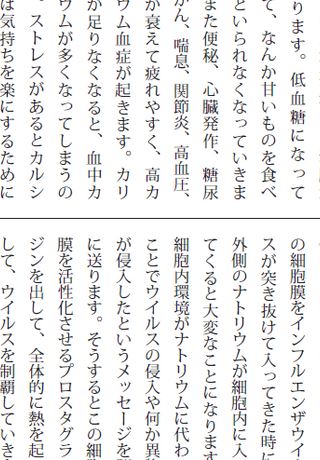 ります。低血糖になって
て、なんか甘いものを食べ
といられなくなっていきま
また便秘、心臓発作、糖尿
かん、喘息、関節炎、高血圧、
が衰えて疲れやすく、高カ
ウム血症が起きます。カリ
が足りなくなると、血中カ
ウムが多くなってしまうの
。ストレスがあるとカルシ
は気持ちを楽にするために
の細胞膜をインフルエンザウイ
スが突き抜けて入ってきた時に
外側のナトリウムが細胞内に入
てくると大変なことになります
細胞内環境がナトリウムに代わ
ことでウイルスの侵入や何か異
が侵入したというメッセージを
に送ります。そうするとこの細
膜を活性化させるプロスタグラ
ジンを出して、全体的に熱を起
して、ウイルスを制覇していき